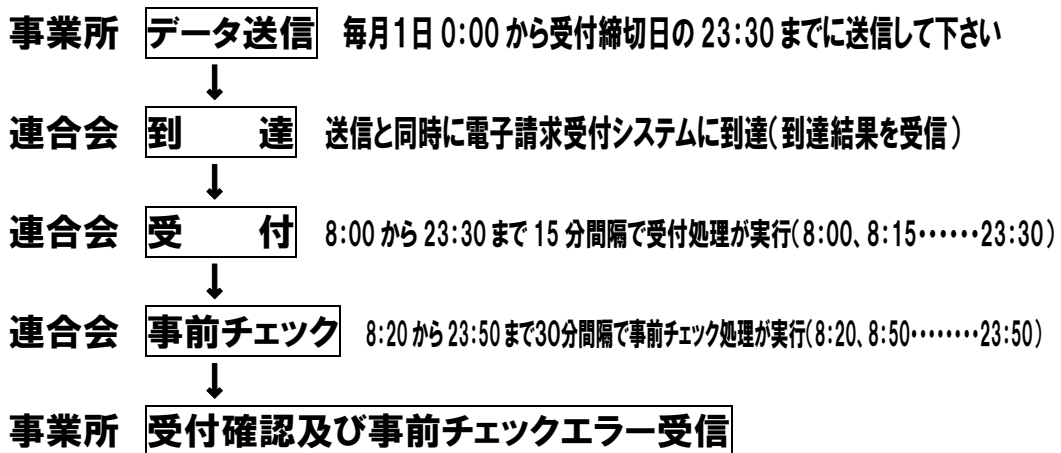 事業所 データ送信 毎月1日 0:00 から受付締切日の 23:30 までに送信して下さい
↓
連合会 到 達 送信と同時に電子請求受付システムに到達(到達結果を受信)
↓
連合会 受 付 8:00 から 23:30 まで 15 分間隔で受付処理が実行(8:00、8:15・・・・・・23:30)
↓
連合会 事前チェック 8:20 から 23:50 まで30分間隔で事前チェック処理が実行(8:20、8:50・・・・・・・・23:50)
↓
事業所 受付確認及び事前チェックエラー受信